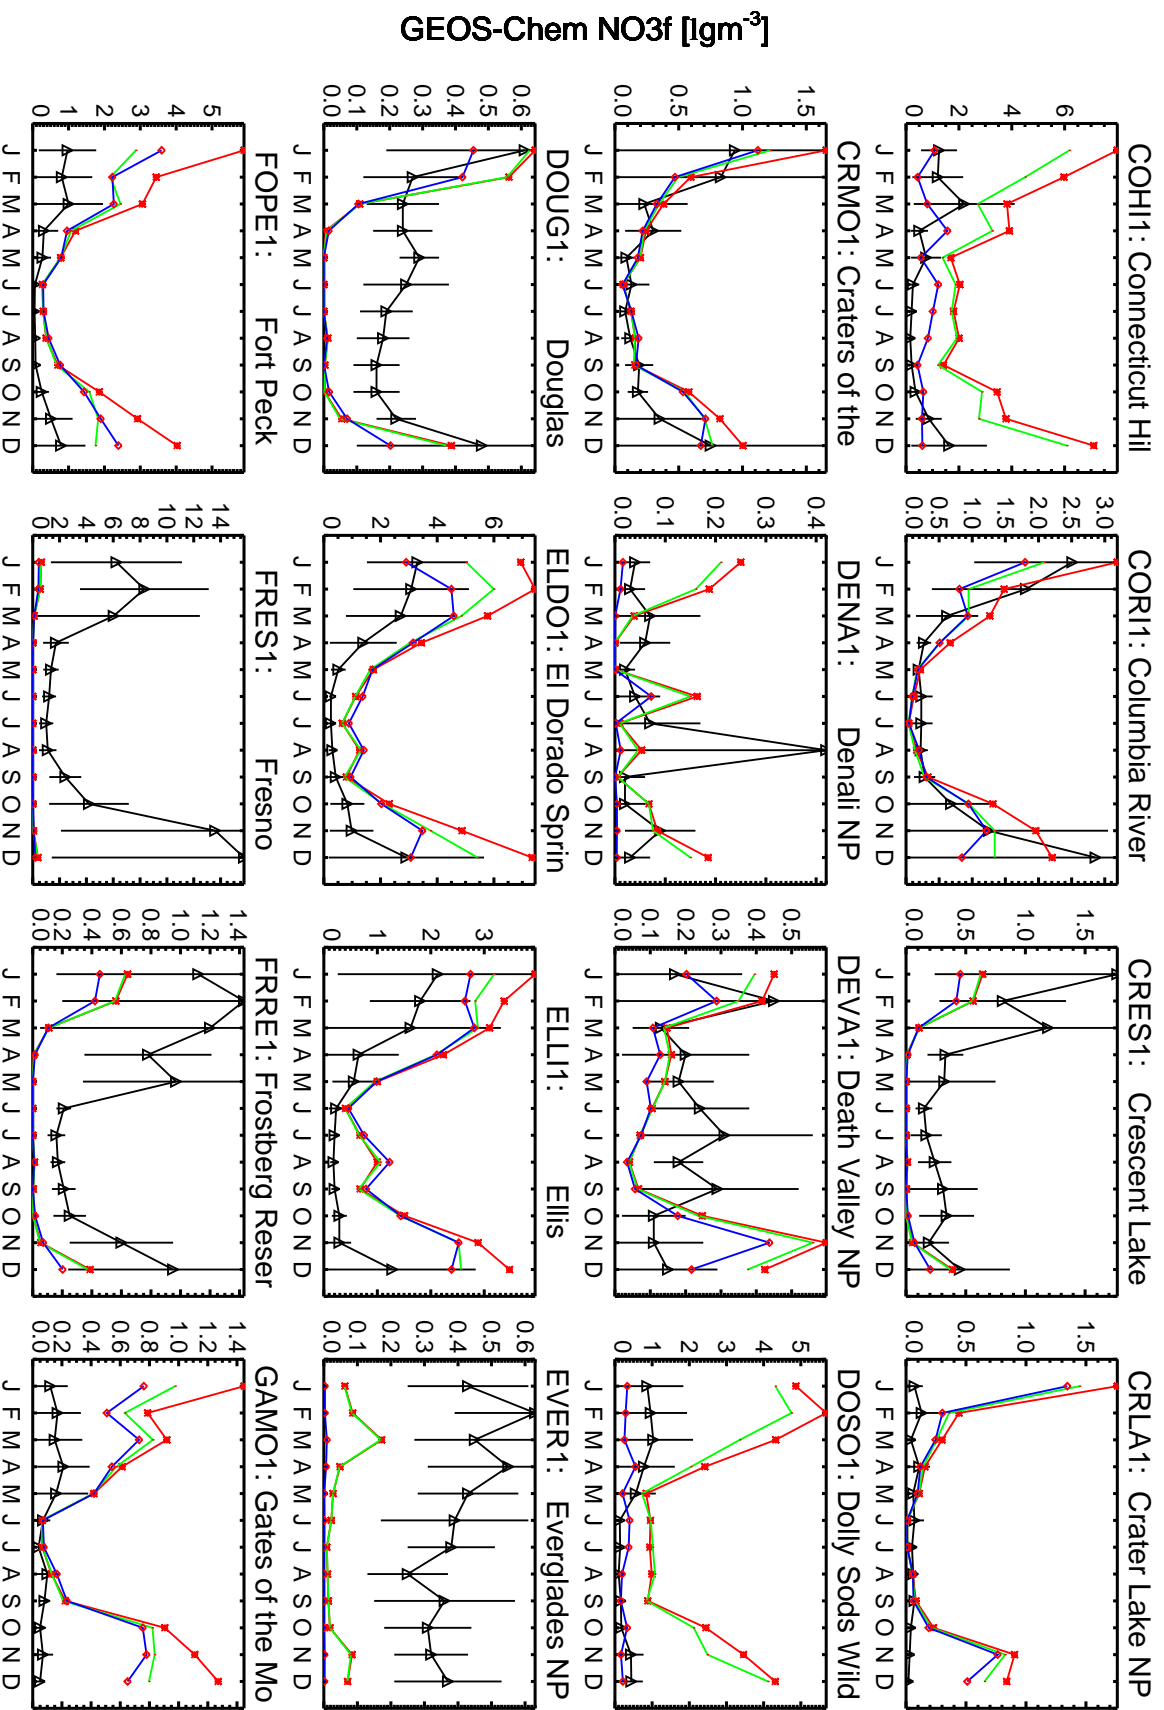 GEOS-Chem NO3f [1gm-3]
COHI1: Connecticut Hil
0 2 4 6
J F M A M J J A S O N D
CORI1: Columbia River
0.0 0.5 1.0 1.5 2.0 2.5 3.0
J F M A M J J A S O N D
CRES1: Crescent Lake
0.0 0.5 1.0 1.5
J F M A M J J A S O N D
CRLA1: Crater Lake NP
0.0 0.5 1.0 1.5
J F M A M J J A S O N D
CRMO1: Craters of the
0.0 0.5 1.0 1.5
J F M A M J J A S O N D
DENA1: Denali NP
0.0 0.1 0.2 0.3 0.4
J F M A M J J A S O N D
DEVA1: Death Valley NP
0.0 0.1 0.2 0.3 0.4 0.5
J F M A M J J A S O N D
DOSO1: Dolly Sods Wild
0 1 2 3 4 5
J F M A M J J A S O N D
DOUG1: Douglas
0.0 0.1 0.2 0.3 0.4 0.5 0.6
J F M A M J J A S O N D
ELDO1: El Dorado Sprin
0 2 4 6
J F M A M J J A S O N D
ELLI1: Ellis
0 1 2 3
J F M A M J J A S O N D
EVER1: Everglades NP
0.0 0.1 0.2 0.3 0.4 0.5 0.6
J F M A M J J A S O N D
FOPE1: Fort Peck
0 1 2 3 4 5
J F M A M J J A S O N D
FRES1: Fresno
0 2 4 6 8 10 12 14
J F M A M J J A S O N D
FRRE1: Frostberg Reser
0.0 0.2 0.4 0.6 0.8 1.0 1.2 1.4
J F M A M J J A S O N D
GAMO1: Gates of the Mo
0.0 0.2 0.4 0.6 0.8 1.0 1.2 1.4
J F M A M J J A S O N D